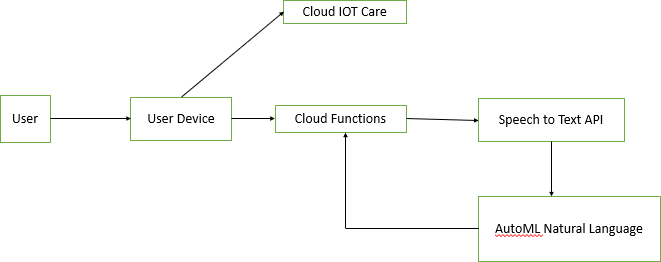 Cloud IOT Care
User
User Device
Cloud Functions
Speech to Text API
AutoML Natural Language